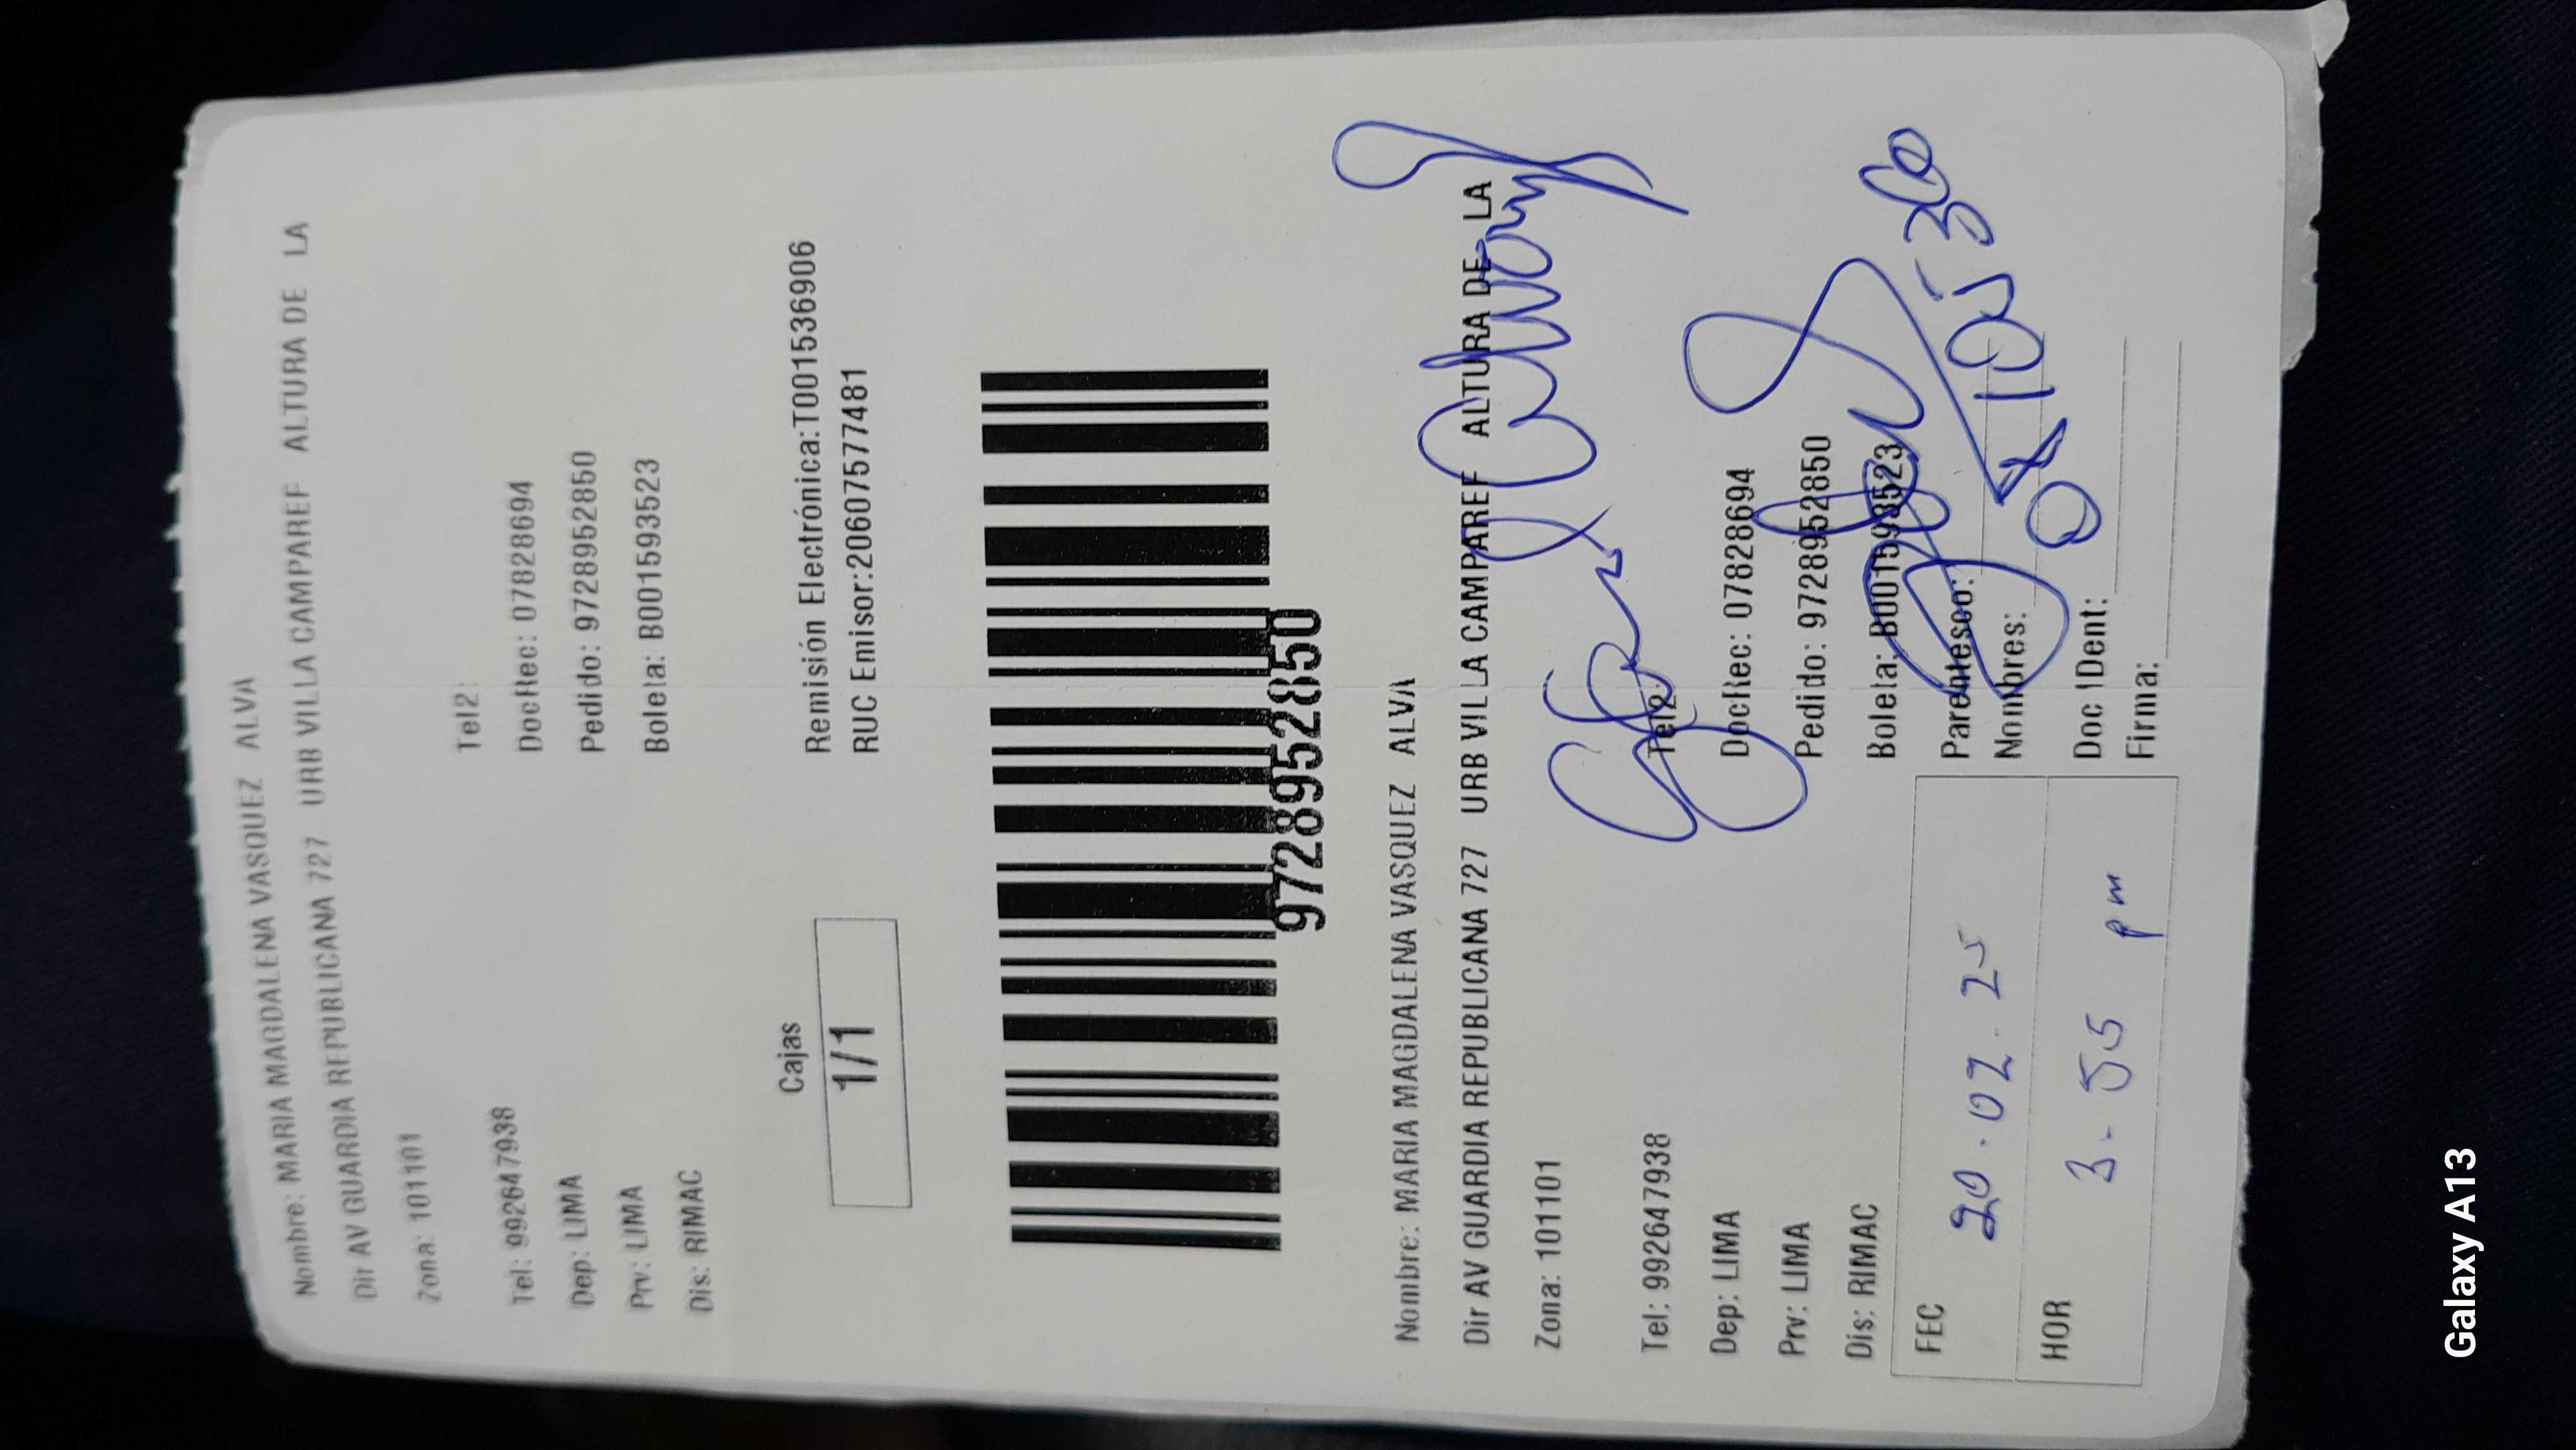 Nombre: MARIA MAGDALENA VASQUEZ ALVA
Dir AV GUARDIA REPUBLICANA 727 URB VILLA CAMPAREF ALTURA DE LA
Zona: 101101
Tel: 992647938 Tel2:
Dep: LIMA DocRec: 07828694
Prv: LIMA Pedido: 9728952850
Dis: RIMAC Boleta: B001593523
Cajas
1/1
Remisión Electrónica:T001536906
RUC Emisor:20607577481
9728952850
Nombre: MARIA MAGDALENA VASQUEZ ALVA
Dir AV GUARDIA REPUBLICANA 727 URB VILLA CAMPAREF ALTURA DE LA
Zona: 101101
Tel: 992647938 Tel2:
Dep: LIMA DocRec: 07828694
Prv: LIMA Pedido: 9728952850
Dis: RIMAC Boleta: B001593523
FEC 20.02.25 Parentesco:
Nombres:
HOR 3-55 pm Doc IDent:
Firma:
Galaxy A13